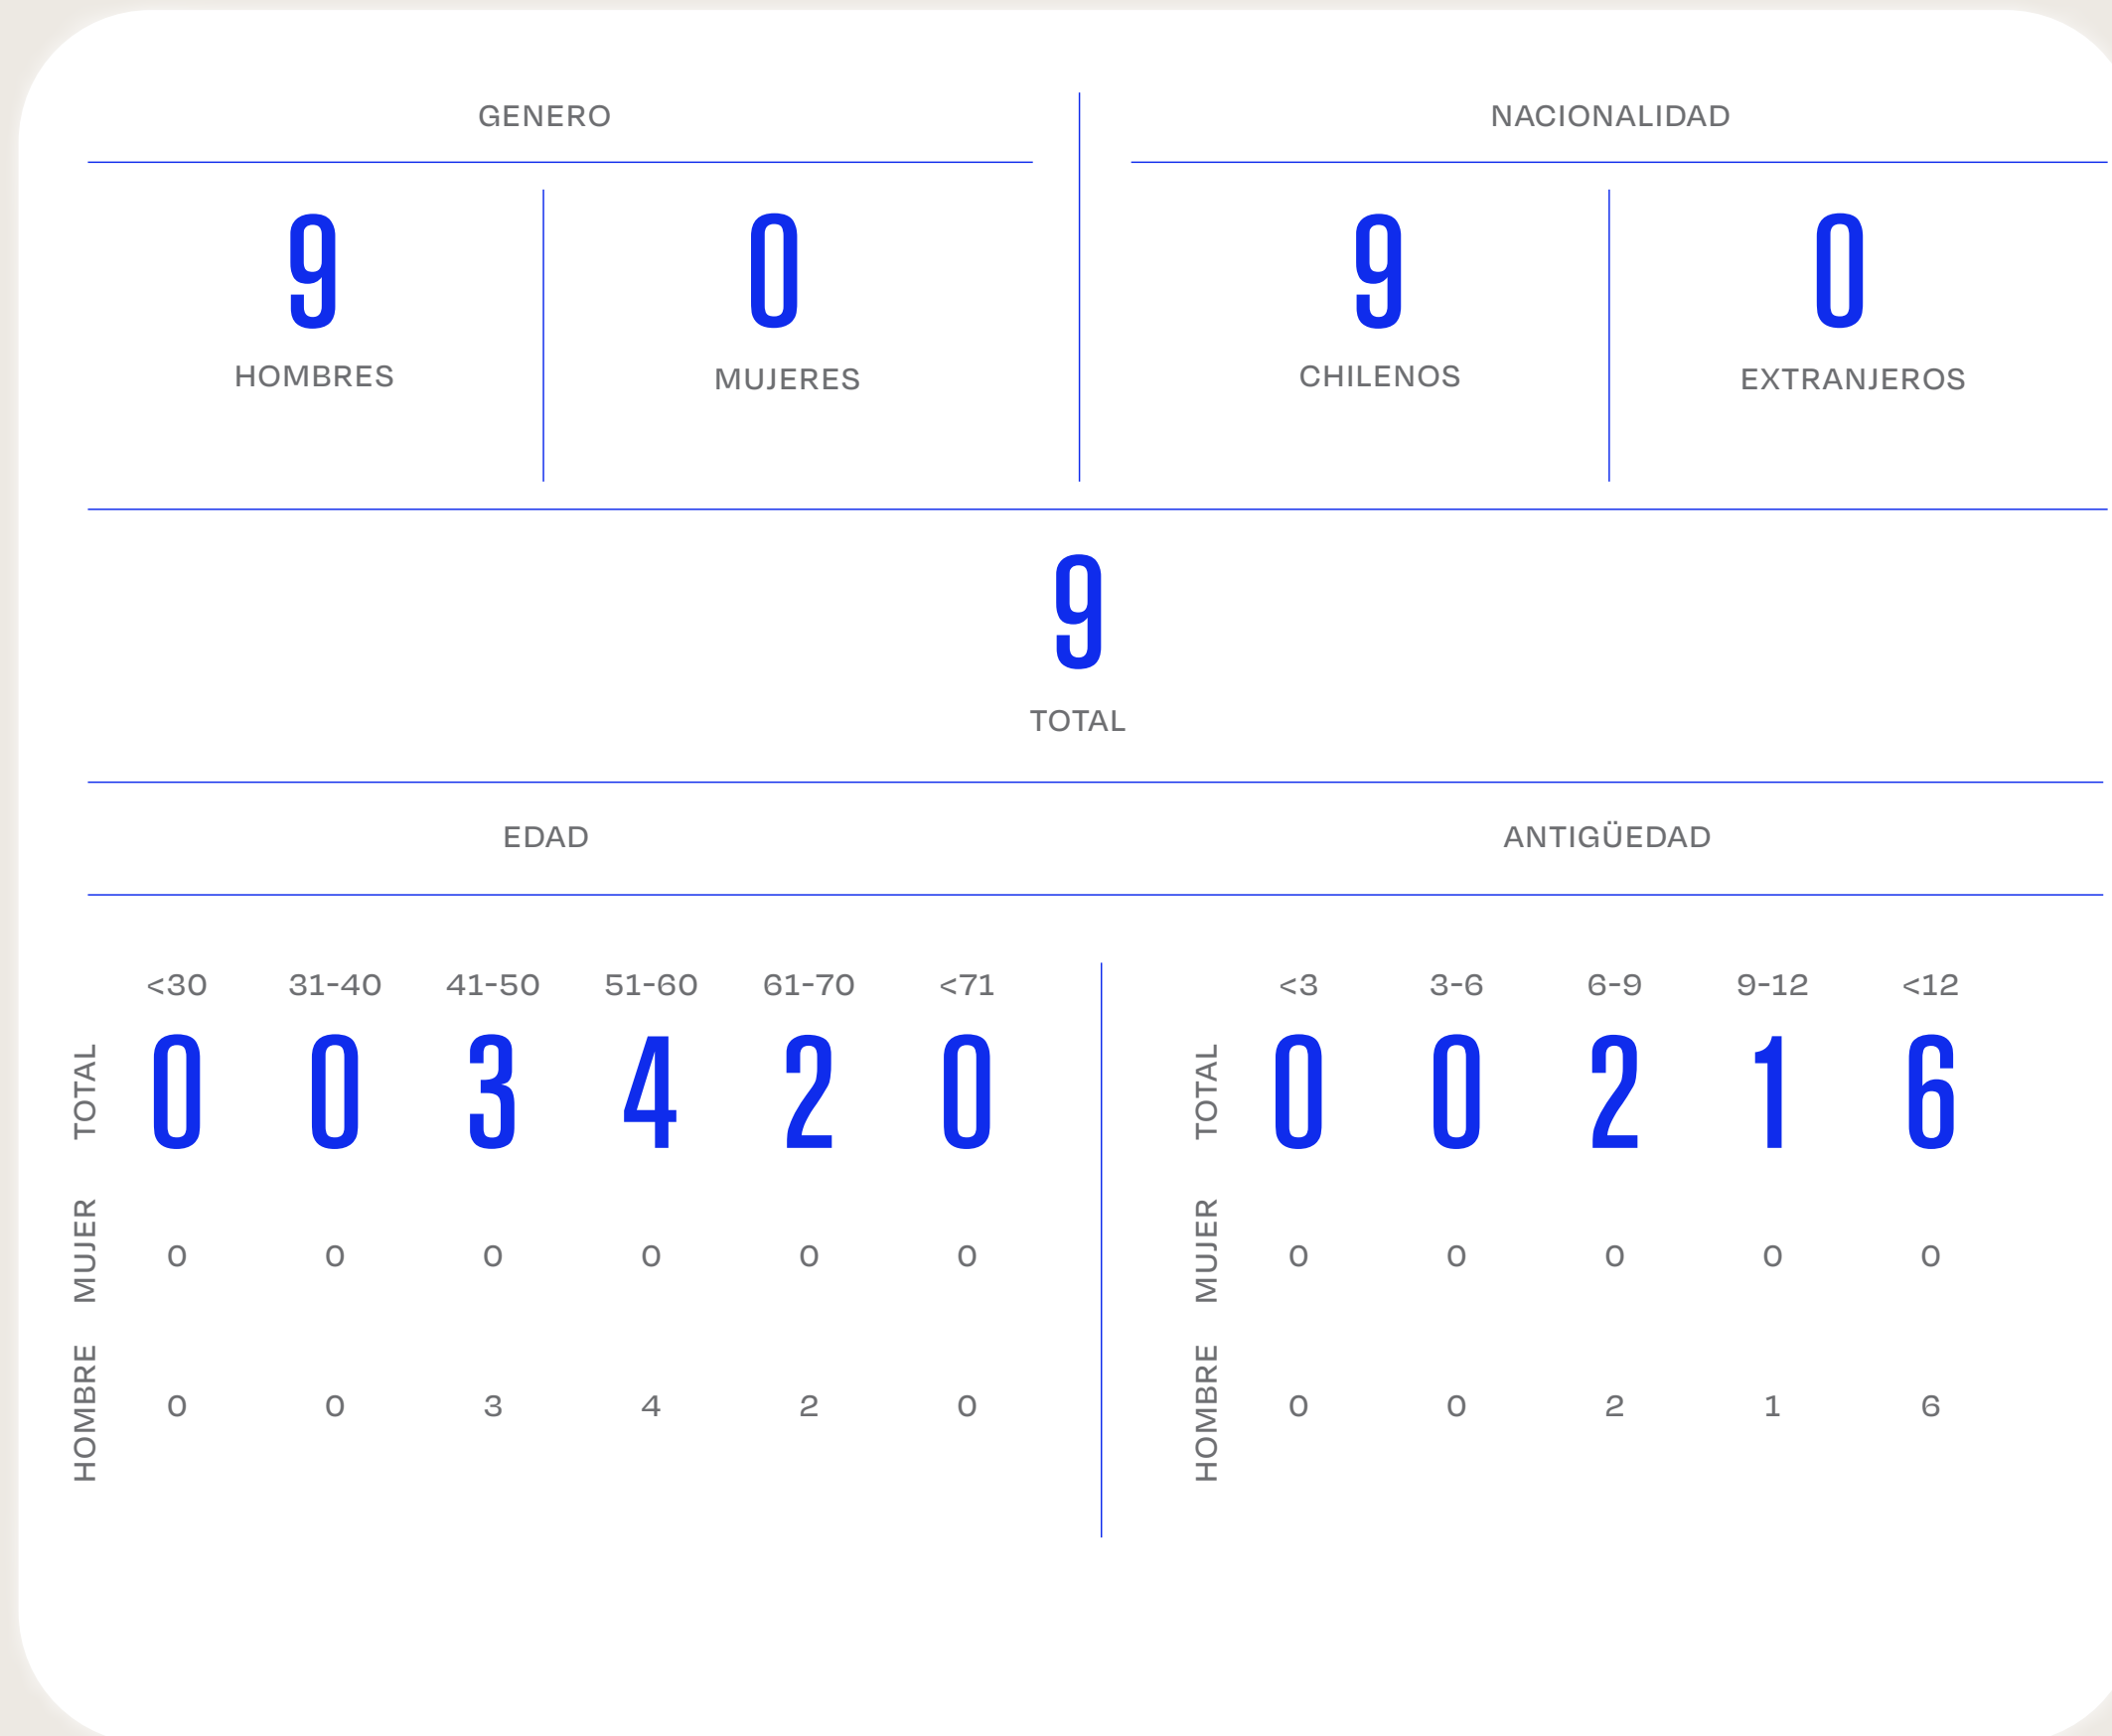 GENERO
NACIONALIDAD
9 0 9 0
HOMBRES MUJERES CHILENOS EXTRANJEROS
9
TOTAL
EDAD
ANTIGÜEDAD
<30 31-40 41-50 51-60 61-70 <71
TOTAL 0 0 3 4 2 0
MUJER 0 0 0 0 0 0
HOMBRE 0 0 3 4 2 0
<3 3-6 6-9 9-12 <12
TOTAL 0 0 2 1 6
MUJER 0 0 0 0 0
HOMBRE 0 0 2 1 6